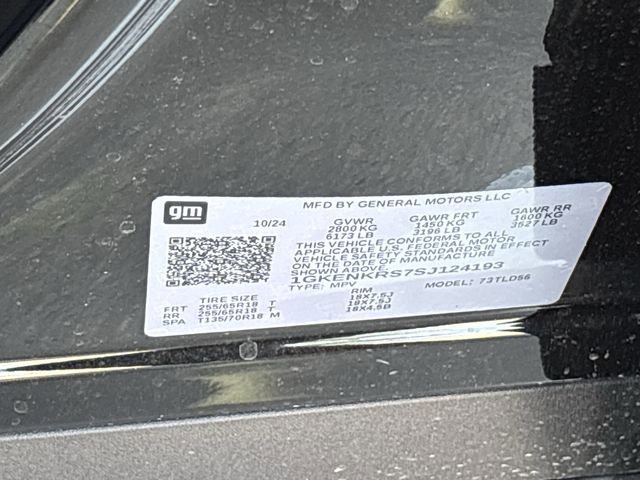 gm
MFD BY GENERAL MOTORS LLC
10/24 GVWR GAWR FRT GAWR RR
2800 KG 1450 KG 1600 KG
6173 LB 3196 LB 3527 LB
THIS VEHICLE CONFORMS TO ALL
APPLICABLE U.S. FEDERAL MOTOR
VEHICLE SAFETY STANDARDS IN EFFECT
ON THE DATE OF MANUFACTURE
SHOWN ABOVE.
1GKENKRS7SJ124193
TYPE: MPV MODEL: 73TLD56
TIRE SIZE RIM
FRT 255/65R18 T 18X7.5J
RR 255/65R18 T 18X7.5J
SPA T135/70R18 M 18X4.5B